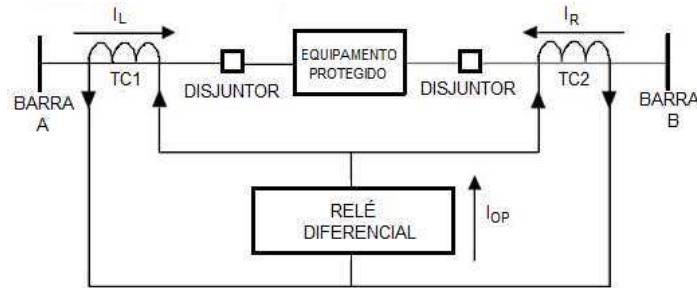 I_L
I_R
TC1
DISJUNTOR
EQUIPAMENTO
PROTEGIDO
DISJUNTOR
TC2
BARRA
A
BARRA
B
RELÉ
DIFERENCIAL
I_OP